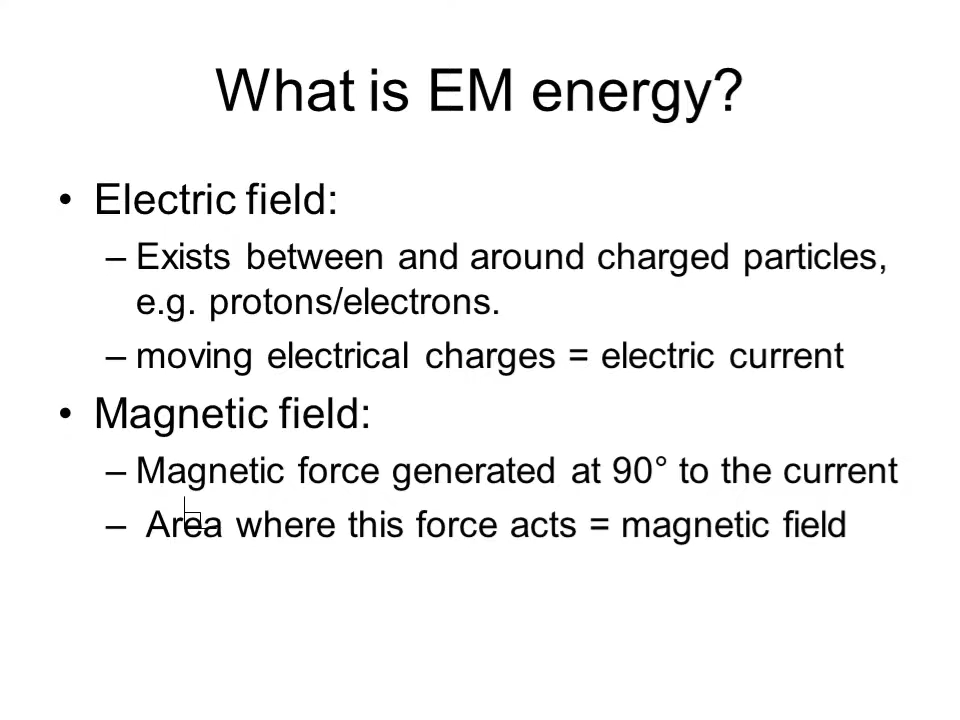 What is EM energy?
• Electric field:
– Exists between and around charged particles,
e.g. protons/electrons.
– moving electrical charges = electric current
• Magnetic field:
– Magnetic force generated at 90° to the current
– Area where this force acts = magnetic field